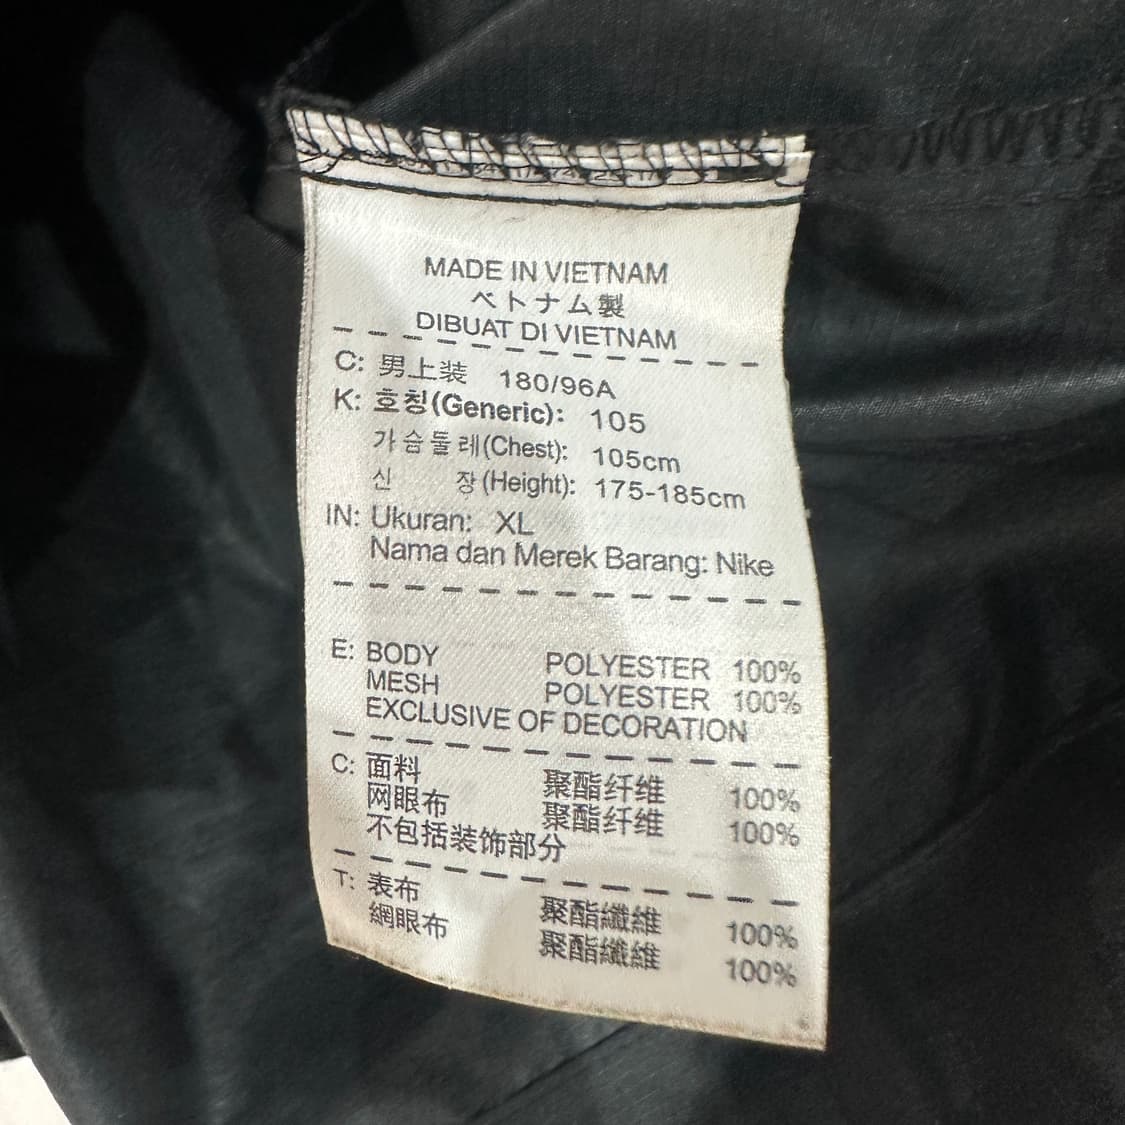 MADE IN VIETNAM
ベトナム製
DIBUAT DI VIETNAM
C: 男上装 180/96A
K: 호칭(Generic): 105
가슴둘레(Chest): 105cm
신 장(Height): 175-185cm
IN: Ukuran: XL
Nama dan Merek Barang: Nike
E: BODY POLYESTER 100%
MESH POLYESTER 100%
EXCLUSIVE OF DECORATION
C: 面料 聚酯纤维 100%
网眼布 聚酯纤维 100%
不包括装饰部分
T: 表布 聚酯纖維 100%
網眼布 聚酯纖維 100%